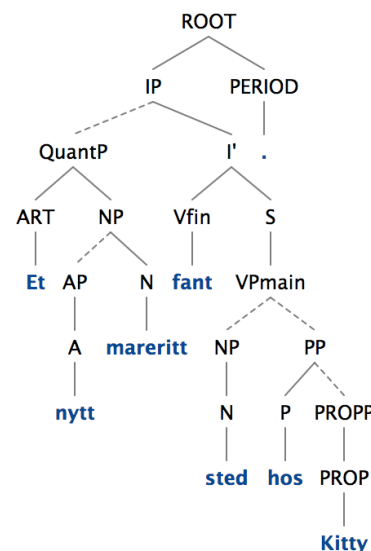 ROOT
IP PERIOD
QuantP I' .
ART NP Vfin S
Et AP N fant VPmain
A mareritt NP PP
nytt N P PROPP
sted hos PROP
Kitty